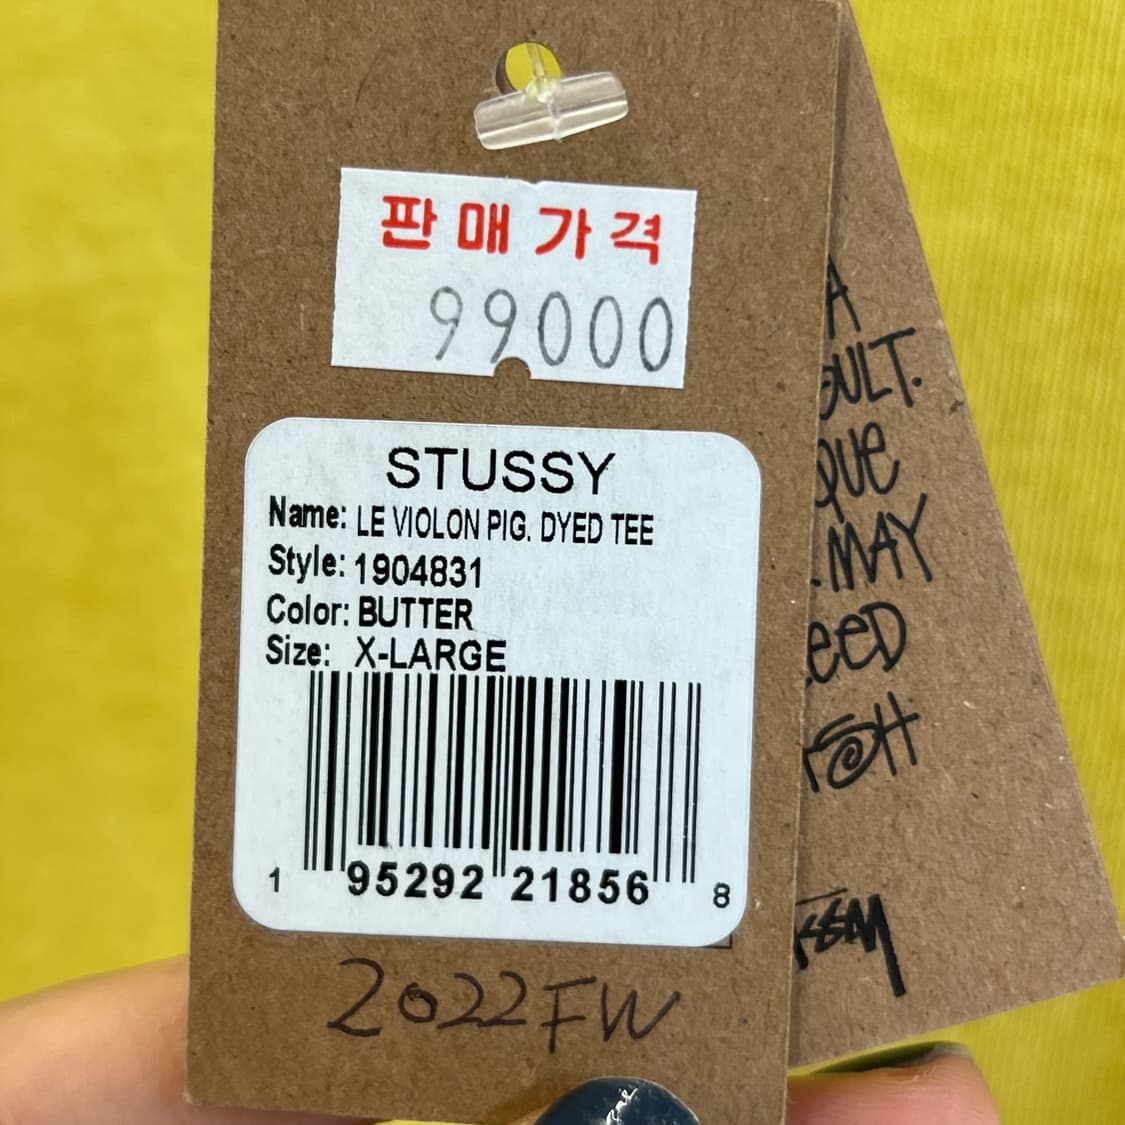 판매가격
99000
STUSSY
Name: LE VIOLON PIG. DYED TEE
Style: 1904831
Color: BUTTER
Size: X-LARGE
1 95292 21856 8
2022FW
A
MAY